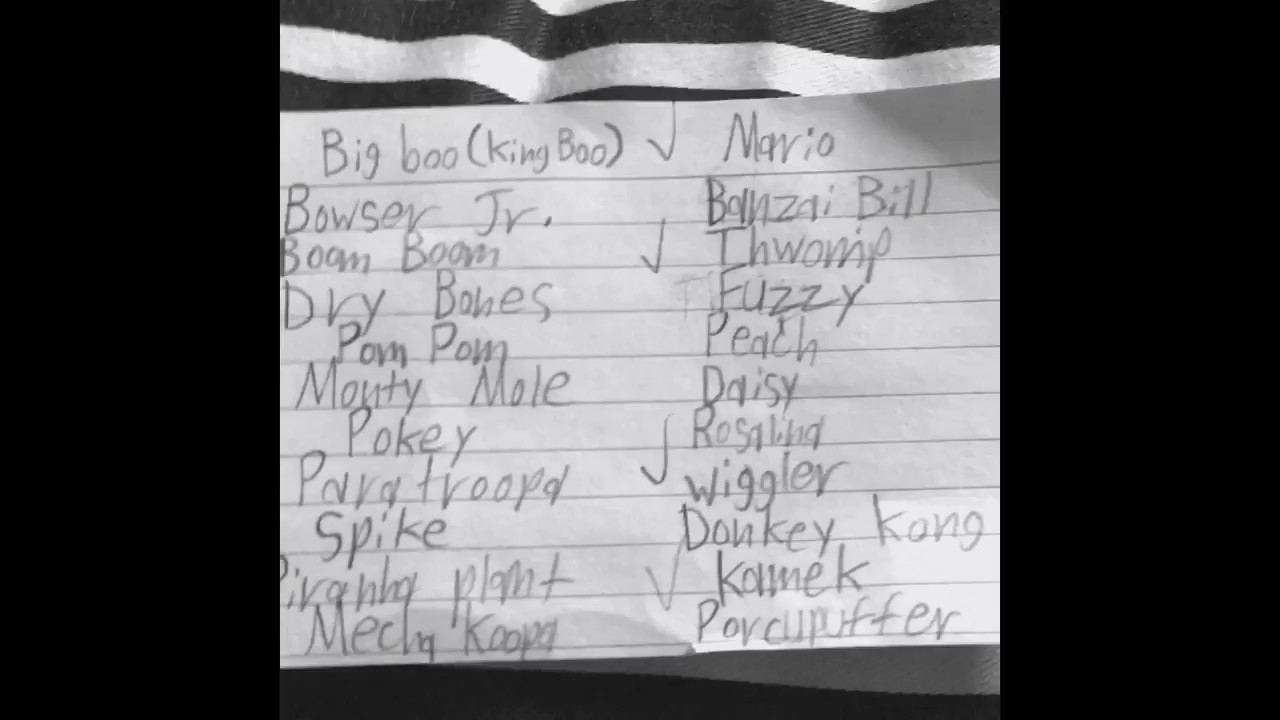 Big boo (King Boo) ✓ Mario
Bowser Jr. Banzai Bill
Boom Boom ✓ Thwomp
Dry Bones Fuzzy
Pom Pom Peach
Monty Mole Daisy
Pokey Rosalina
Paratroopa ✓ Wiggler
Spike Donkey Kong
Piranha plant ✓ Kamek
Mecha Koopa Porcupuffer